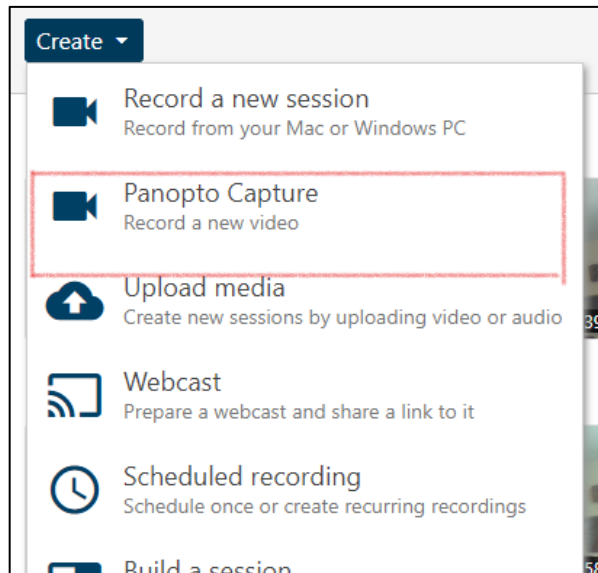 Create
Record a new session
Record from your Mac or Windows PC
Panopto Capture
Record a new video
Upload media
Create new sessions by uploading video or audio
Webcast
Prepare a webcast and share a link to it
Scheduled recording
Schedule once or create recurring recordings
Build a session